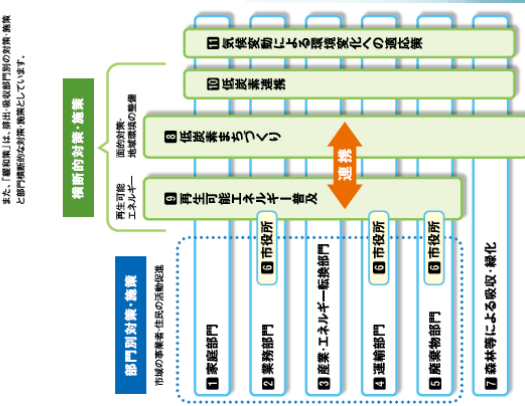 また、「緩和策」は、排出・吸収部門別の対策・施策
と部門横断的な対策・施策としています。
部門別対策・施策
市域の事業者・住民の活動促進
横断的対策・施策
再生可能
エネルギー
面的対策・
地域環境の整備
1 家庭部門
2 業務部門
6 市役所
3 産業・エネルギー転換部門
4 運輸部門
6 市役所
5 廃棄物部門
6 市役所
7 森林等による吸収・緑化
9 再生可能エネルギー普及
8 低炭素まちづくり
連携
10 低炭素連携
11 気候変動による環境変化への適応策